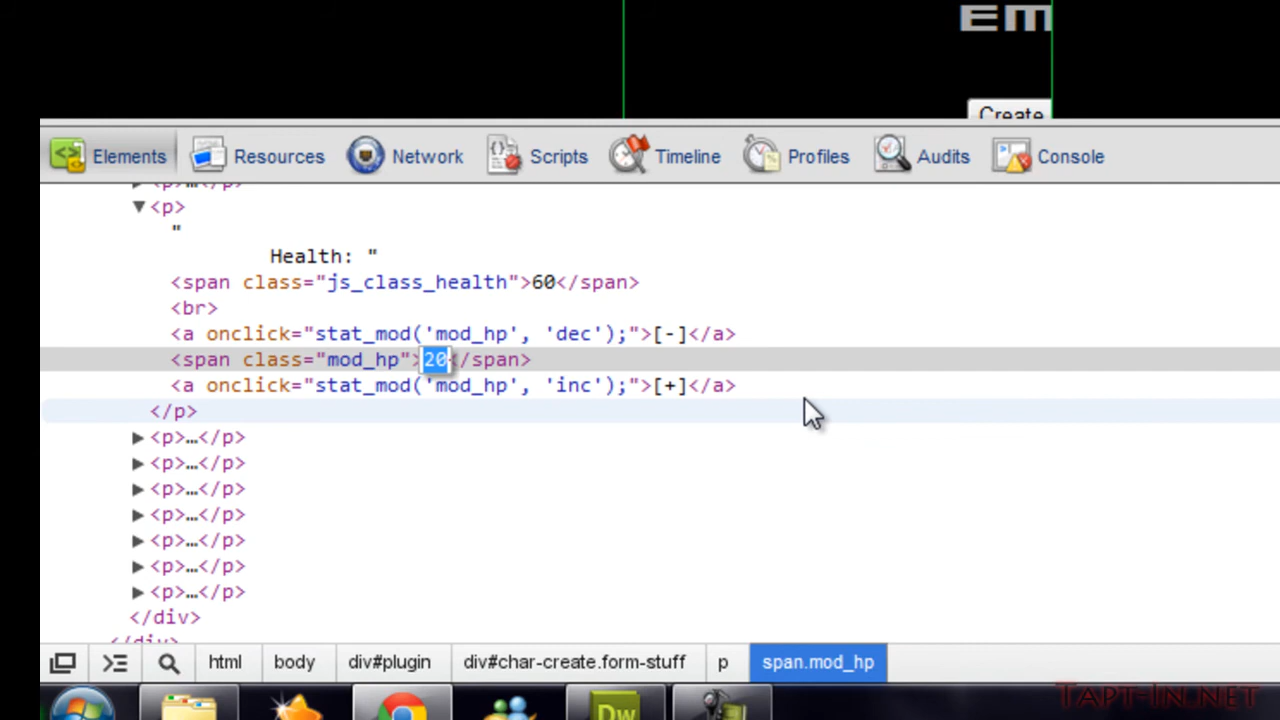 EM
Create
Elements Resources Network Scripts Timeline Profiles Audits Console
▶<p>…</p>
▼<p>
"
Health: "
<span class="js_class_health">60</span>
<br>
<a onclick="stat_mod('mod_hp', 'dec');">[-]</a>
<span class="mod_hp">20</span>
<a onclick="stat_mod('mod_hp', 'inc');">[+]</a>
</p>
▶<p>…</p>
▶<p>…</p>
▶<p>…</p>
▶<p>…</p>
▶<p>…</p>
▶<p>…</p>
▶<p>…</p>
</div>
</div>
html body div#plugin div#char-create.form-stuff p span.mod_hp
Dw
TAPT-IN.NET